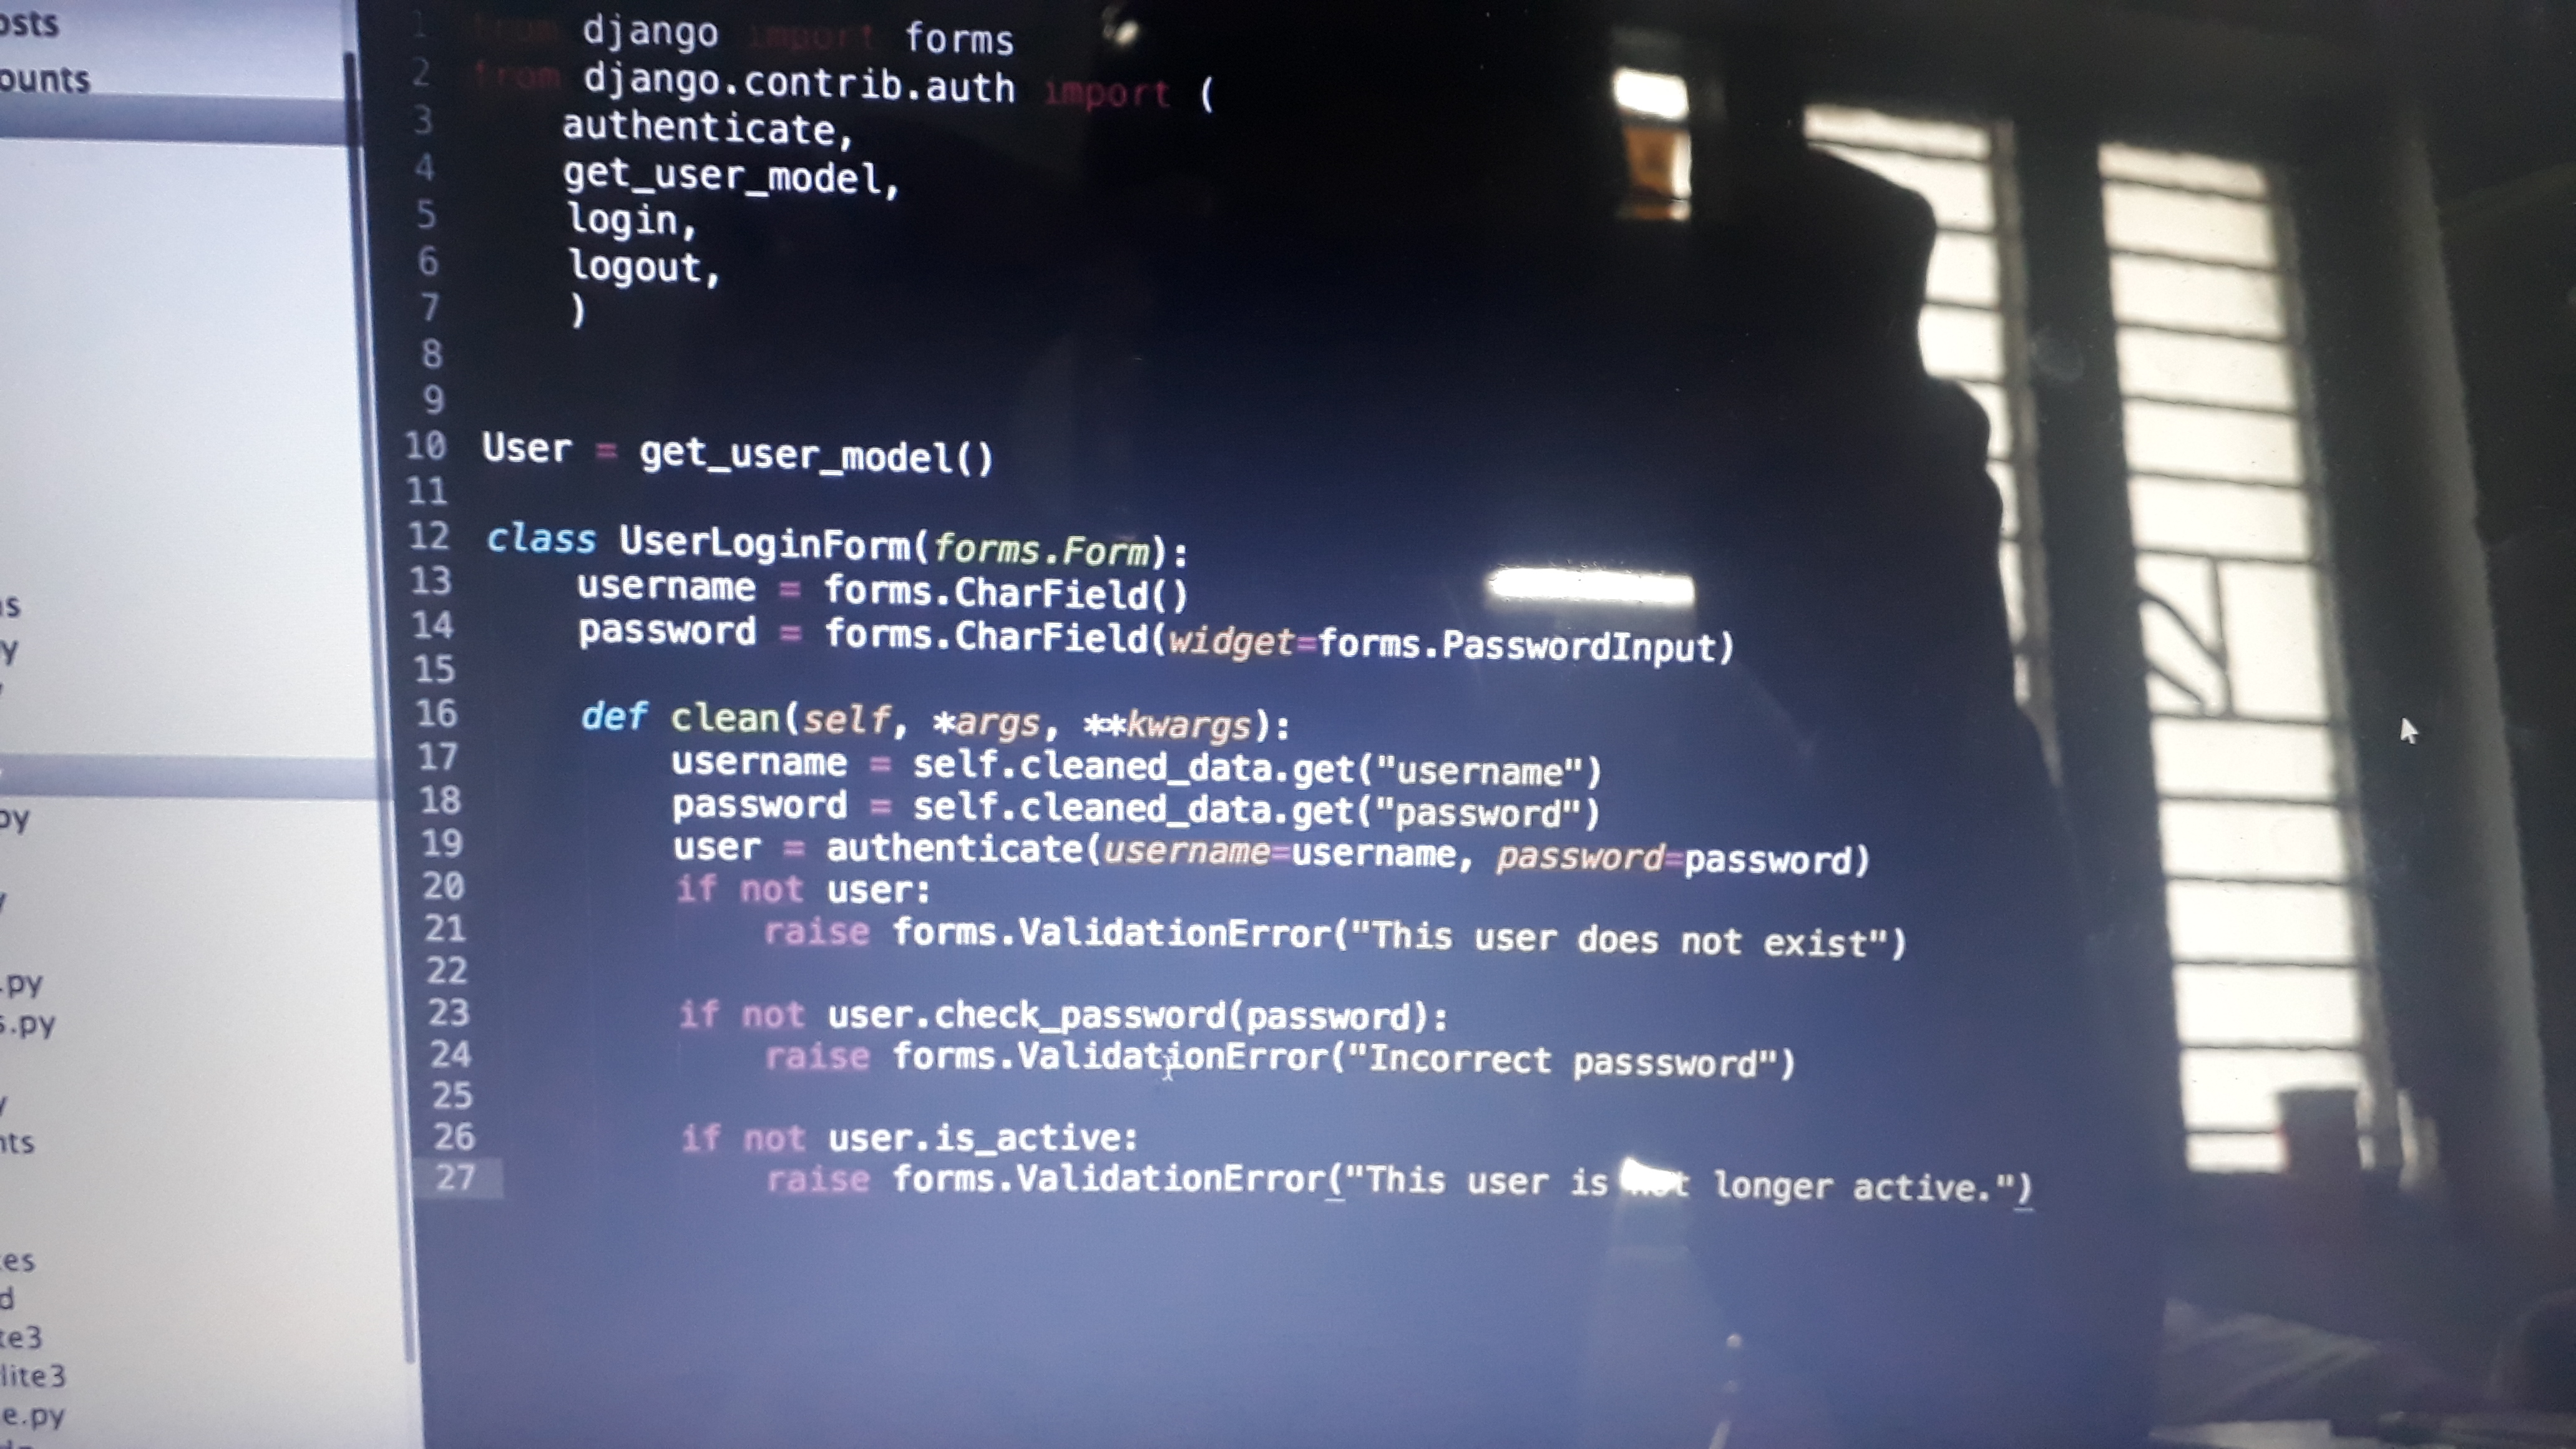 osts
ounts
1 from django import forms
2 from django.contrib.auth import (
3 authenticate,
4 get_user_model,
5 login,
6 logout,
7 )
8
9
10 User = get_user_model()
11
12 class UserLoginForm(forms.Form):
13 username = forms.CharField()
14 password = forms.CharField(widget=forms.PasswordInput)
15
16 def clean(self, *args, **kwargs):
17 username = self.cleaned_data.get("username")
18 password = self.cleaned_data.get("password")
19 user = authenticate(username=username, password=password)
20 if not user:
21 raise forms.ValidationError("This user does not exist")
22
23 if not user.check_password(password):
24 raise forms.ValidationError("Incorrect passsword")
25
26 if not user.is_active:
27 raise forms.ValidationError("This user is not longer active.")
s
y
py
.py
s.py
nts
es
d
te3
lite3
e.py